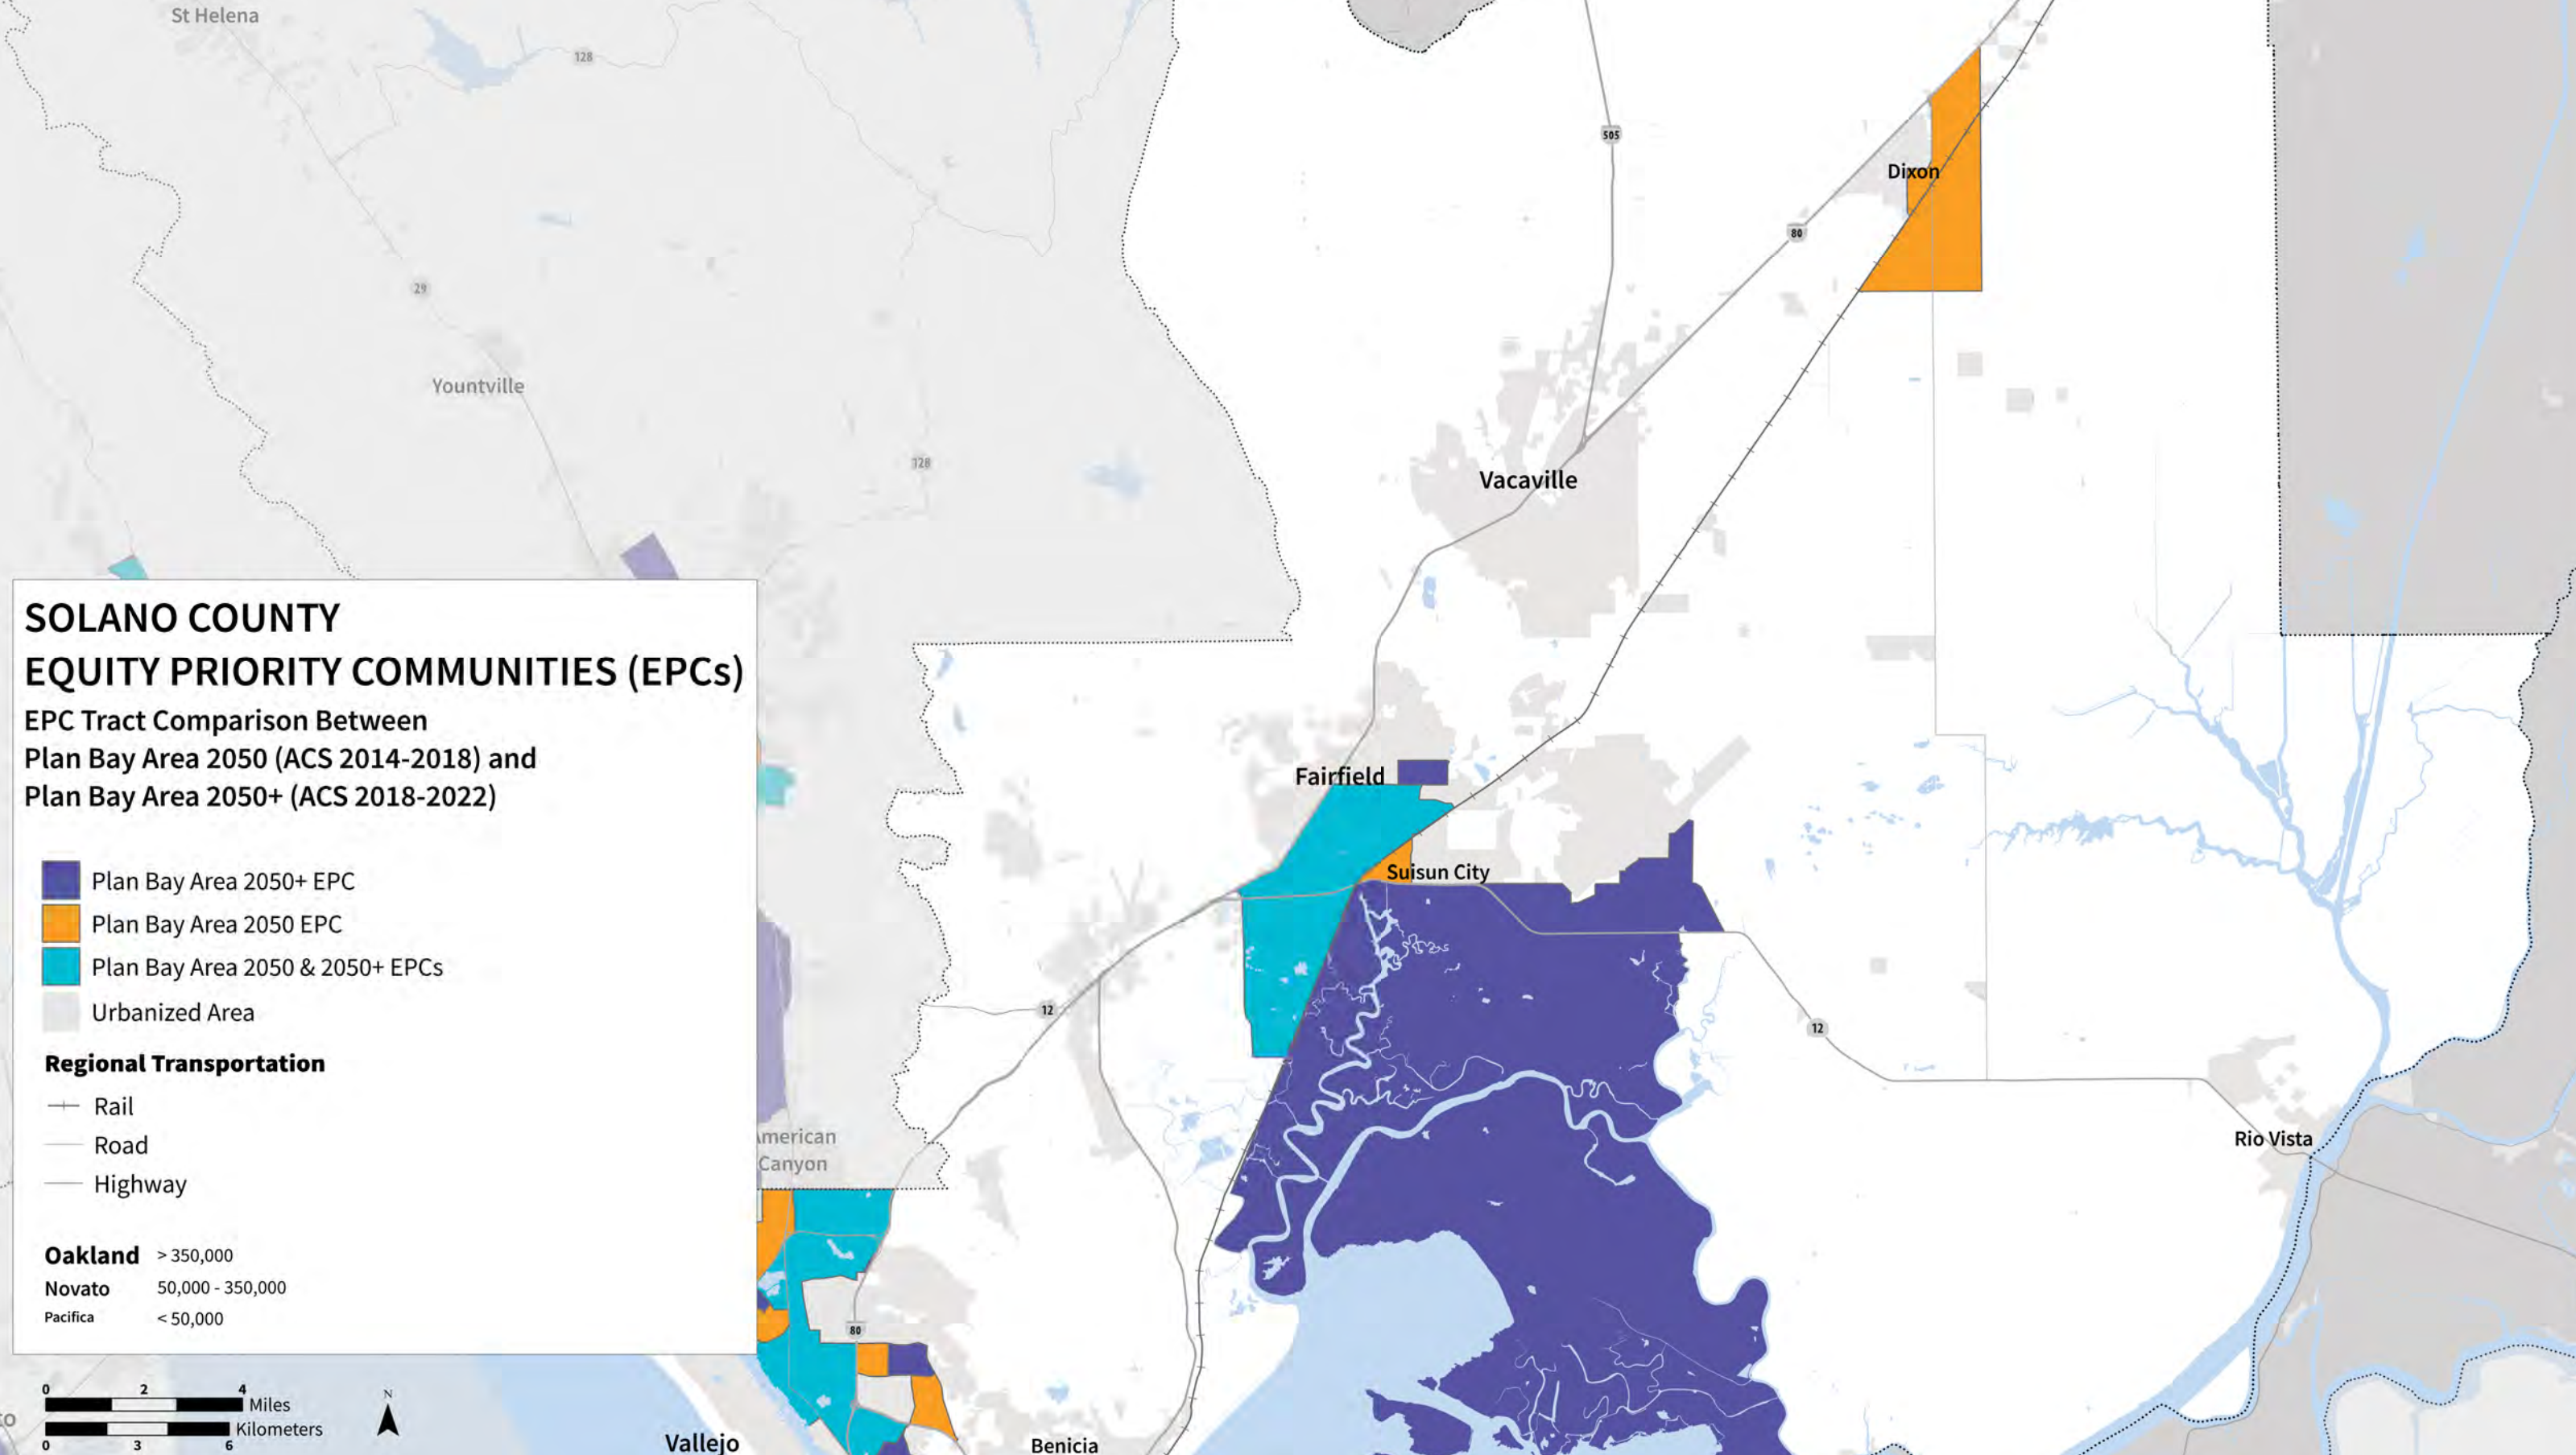 St Helena
128
505
Dixon
80
29
Yountville
128
Vacaville
SOLANO COUNTY
EQUITY PRIORITY COMMUNITIES (EPCs)
EPC Tract Comparison Between
Plan Bay Area 2050 (ACS 2014-2018) and
Plan Bay Area 2050+ (ACS 2018-2022)
Plan Bay Area 2050+ EPC
Plan Bay Area 2050 EPC
Plan Bay Area 2050 & 2050+ EPCs
Urbanized Area
Regional Transportation
Rail
Road
Highway
Oakland > 350,000
Novato 50,000 - 350,000
Pacifica < 50,000
0 2 4
Miles
Kilometers
0 3 6
N
Fairfield
Suisun City
12
12
American
Canyon
Rio Vista
80
Vallejo
Benicia